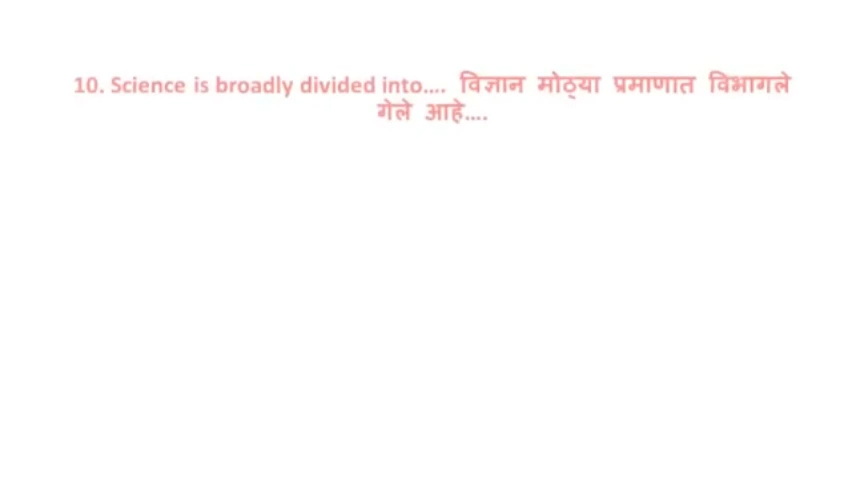 10. Science is broadly divided into…. विज्ञान मोठ्या प्रमाणात विभागले
गेले आहे….